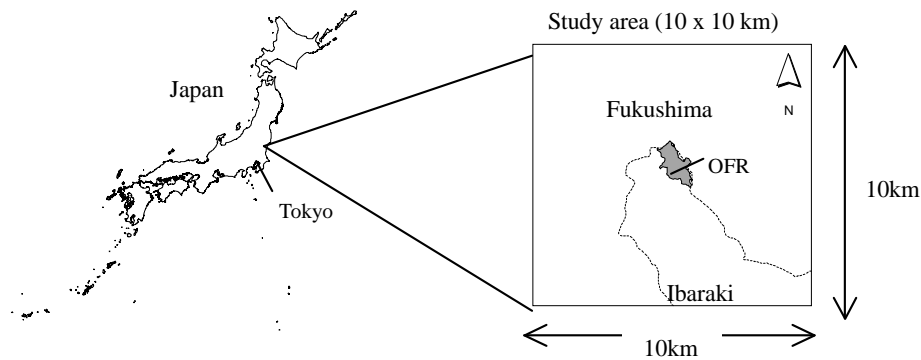 Study area (10 x 10 km)
Japan
N
Fukushima
OFR
10km
Tokyo
Ibaraki
10km